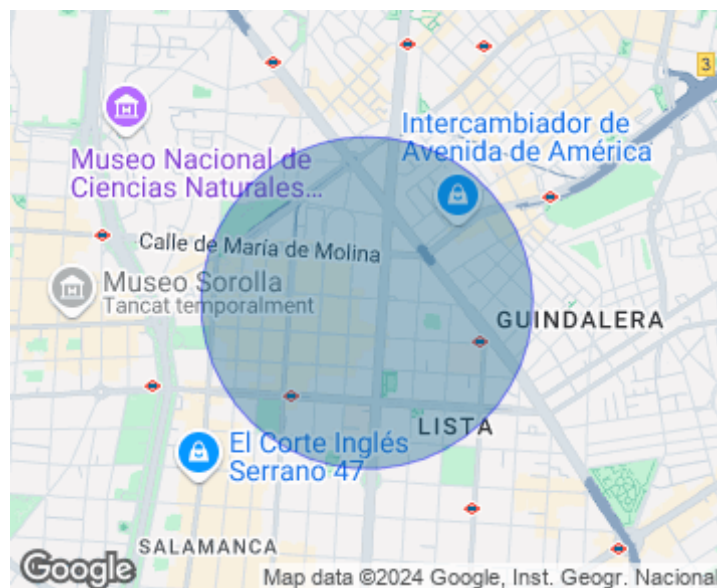 3
Intercambiador de
Avenida de América
Museo Nacional de
Ciencias Naturales...
Calle de María de Molina
Museo Sorolla
Tancat temporalment
GUINDALERA
LISTA
El Corte Inglés
Serrano 47
SALAMANCA
Google
Map data ©2024 Google, Inst. Geogr. Nacional